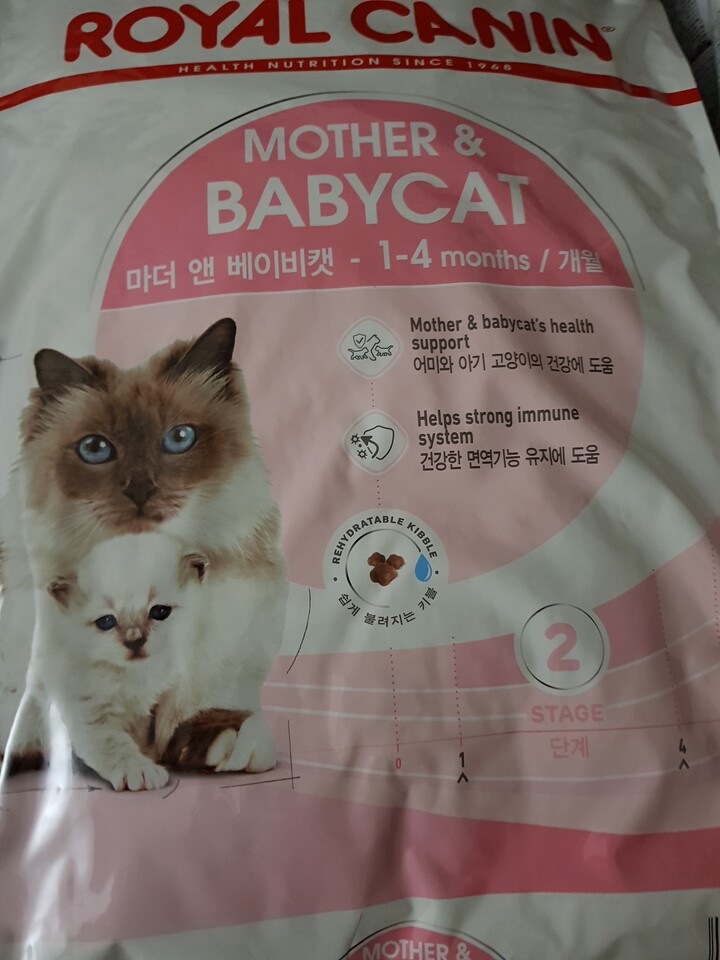 ROYAL CANIN®
HEALTH NUTRITION SINCE 1968
MOTHER &
BABYCAT
마더 앤 베이비캣 - 1-4 months / 개월
Mother & babycat's health
support
어미와 아기 고양이의 건강에 도움
Helps strong immune
system
건강한 면역기능 유지에 도움
REHYDRATABLE KIBBLE
쉽게 불려지는 키블
2
STAGE
단계
0 1 4
MOTHER &
BABYCAT